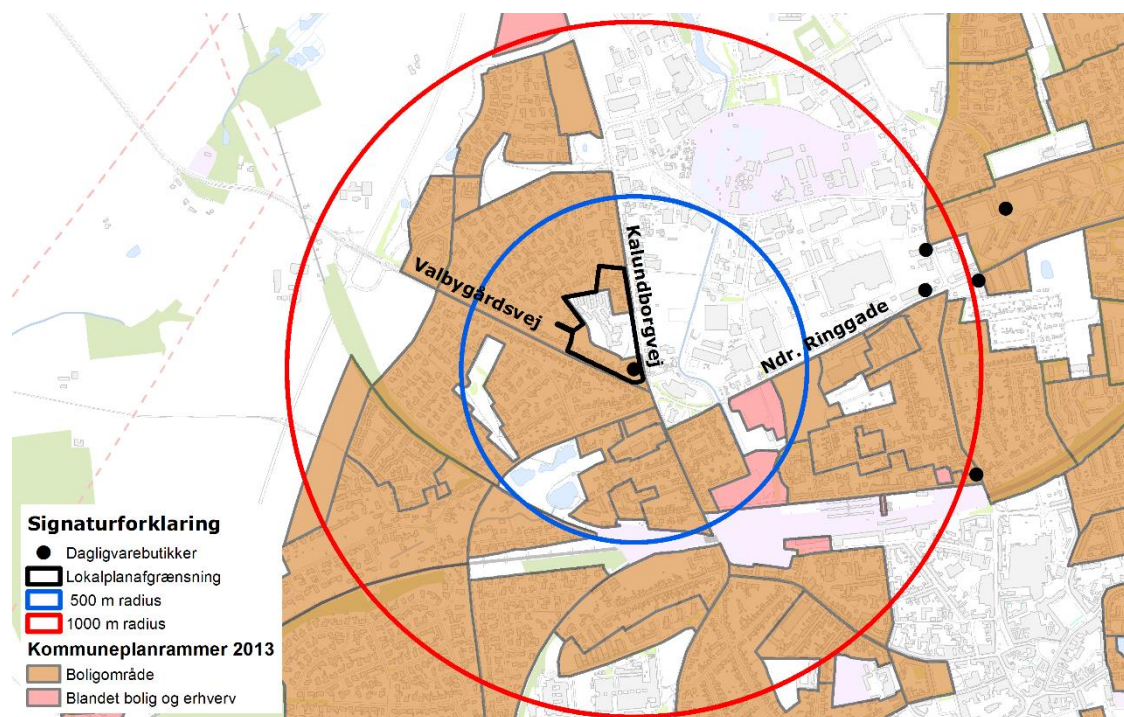 Valbygårdsvej
Kalundborgvej
Ndr. Ringgade
Signaturforklaring
Dagligvarebutikker
Lokalplanafgrænsning
500 m radius
1000 m radius
Kommuneplanrammer 2013
Boligområde
Blandet bolig og erhverv